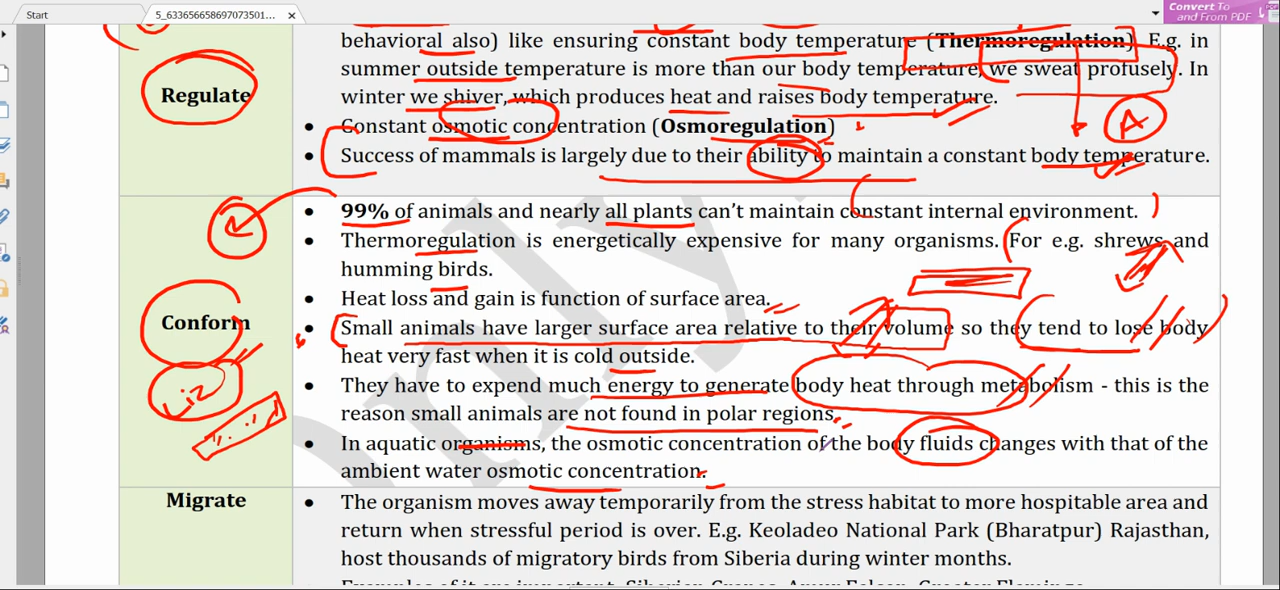 Start
5_633656658697073501...
×
Convert To
and From PDF
behavioral also) like ensuring constant body temperature (Thermoregulation). E.g. in
summer outside temperature is more than our body temperature, we sweat profusely. In
winter we shiver, which produces heat and raises body temperature.
Regulate
• Constant osmotic concentration (Osmoregulation)
A
• Success of mammals is largely due to their ability to maintain a constant body temperature.
• 99% of animals and nearly all plants can't maintain constant internal environment.
• Thermoregulation is energetically expensive for many organisms. For e.g. shrews and
humming birds.
• Heat loss and gain is function of surface area.
Conform
• Small animals have larger surface area relative to their volume so they tend to lose body
heat very fast when it is cold outside.
• They have to expend much energy to generate body heat through metabolism - this is the
reason small animals are not found in polar regions.
• In aquatic organisms, the osmotic concentration of the body fluids changes with that of the
ambient water osmotic concentration.
Migrate
• The organism moves away temporarily from the stress habitat to more hospitable area and
return when stressful period is over. E.g. Keoladeo National Park (Bharatpur) Rajasthan,
host thousands of migratory birds from Siberia during winter months.